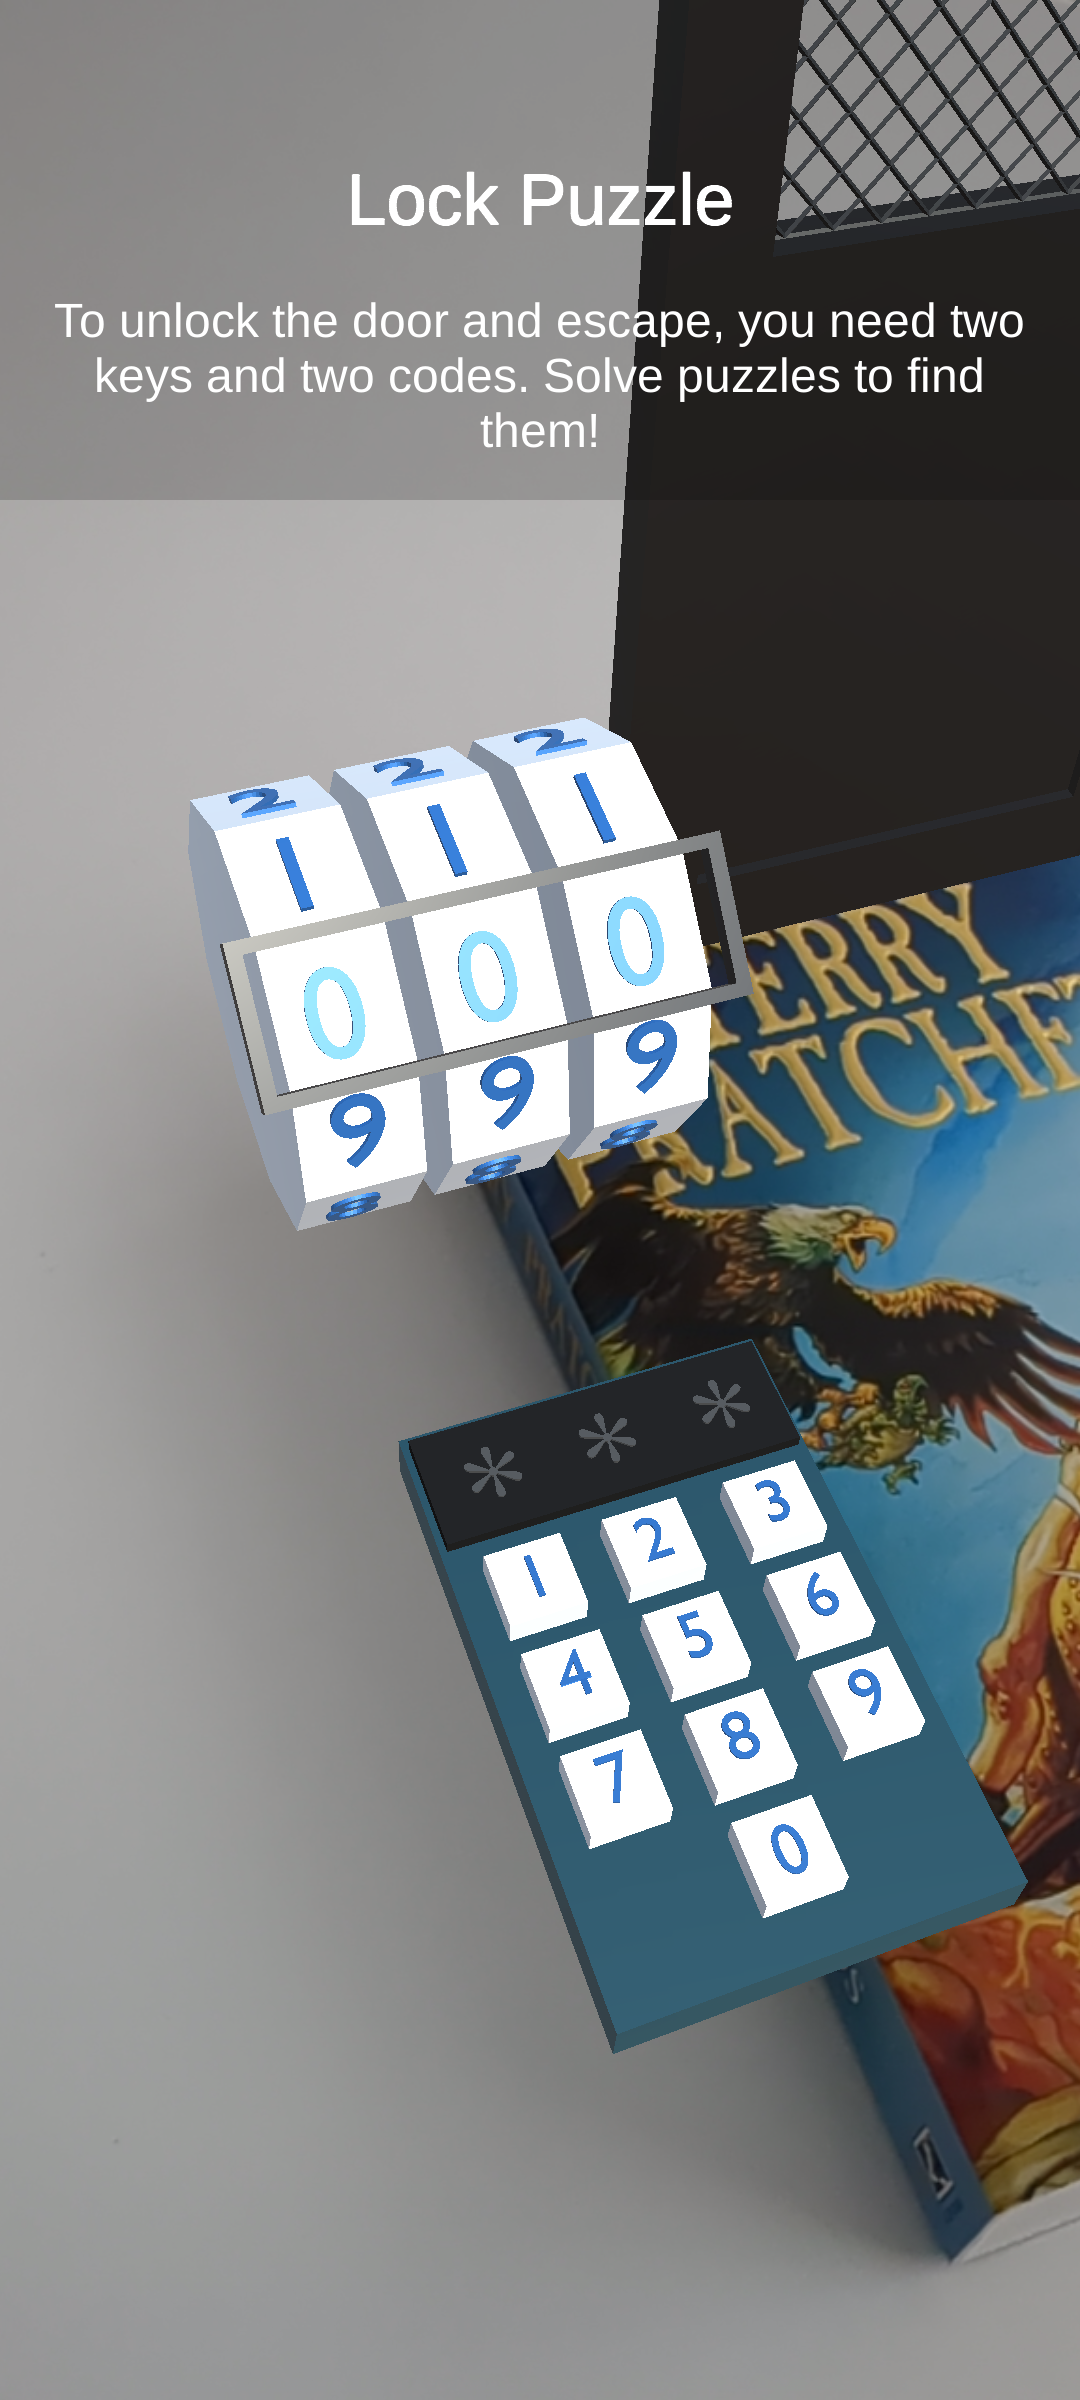 Lock Puzzle
To unlock the door and escape, you need two
keys and two codes. Solve puzzles to find
them!
2 2 2
1 1 1
0 0 0
9 9 9
8 8 8
TERRY
PRATCHET
* * *
1 2 3
4 5 6
7 8 9
0